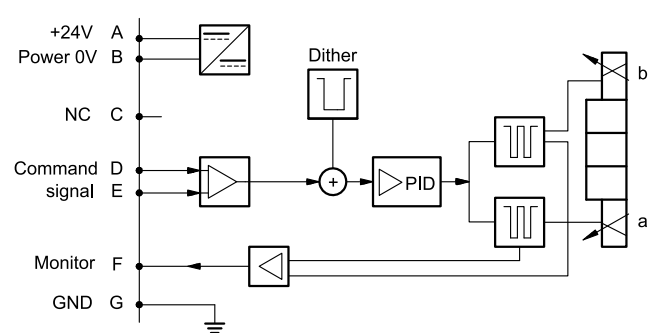 +24V A
Power 0V B
Dither
b
NC C
Command D
signal E
PID
a
Monitor F
GND G